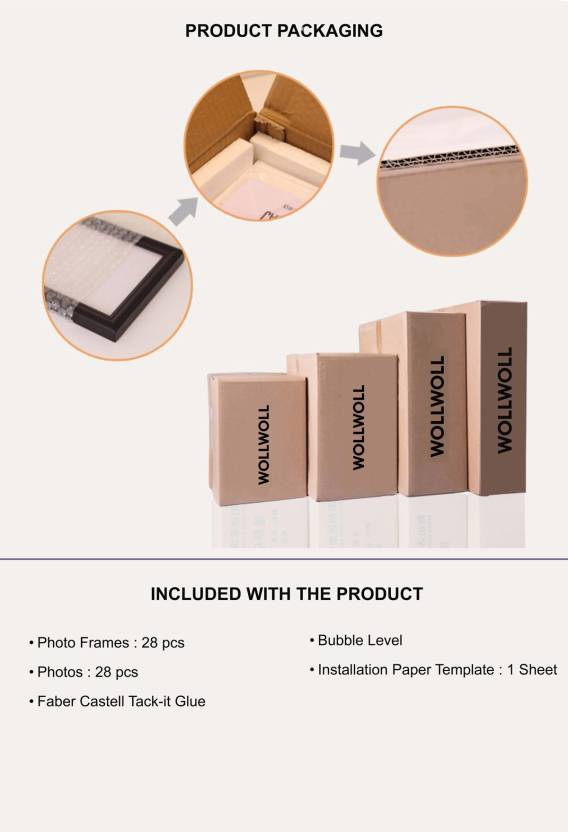 PRODUCT PACKAGING
WOLLWOLL
WOLLWOLL
WOLLWOLL
WOLLWOLL
INCLUDED WITH THE PRODUCT
• Photo Frames : 28 pcs
• Photos : 28 pcs
• Faber Castell Tack-it Glue
• Bubble Level
• Installation Paper Template : 1 Sheet